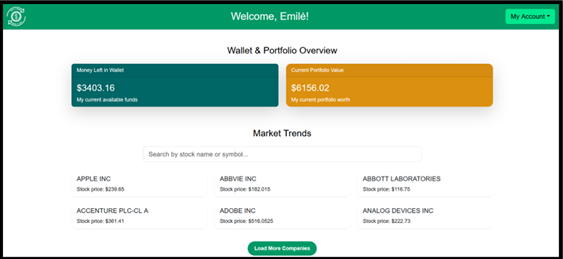 Welcome, Emilė!
My Account
Wallet & Portfolio Overview
Money Left in Wallet
$3403.16
My current available funds
Current Portfolio Value
$6156.02
My current portfolio worth
Market Trends
Search by stock name or symbol...
APPLE INC
Stock price: $239.65
ABBVIE INC
Stock price: $182.015
ABBOTT LABORATORIES
Stock price: $116.75
ACCENTURE PLC-CL A
Stock price: $361.41
ADOBE INC
Stock price: $516.0525
ANALOG DEVICES INC
Stock price: $222.73
Load More Companies